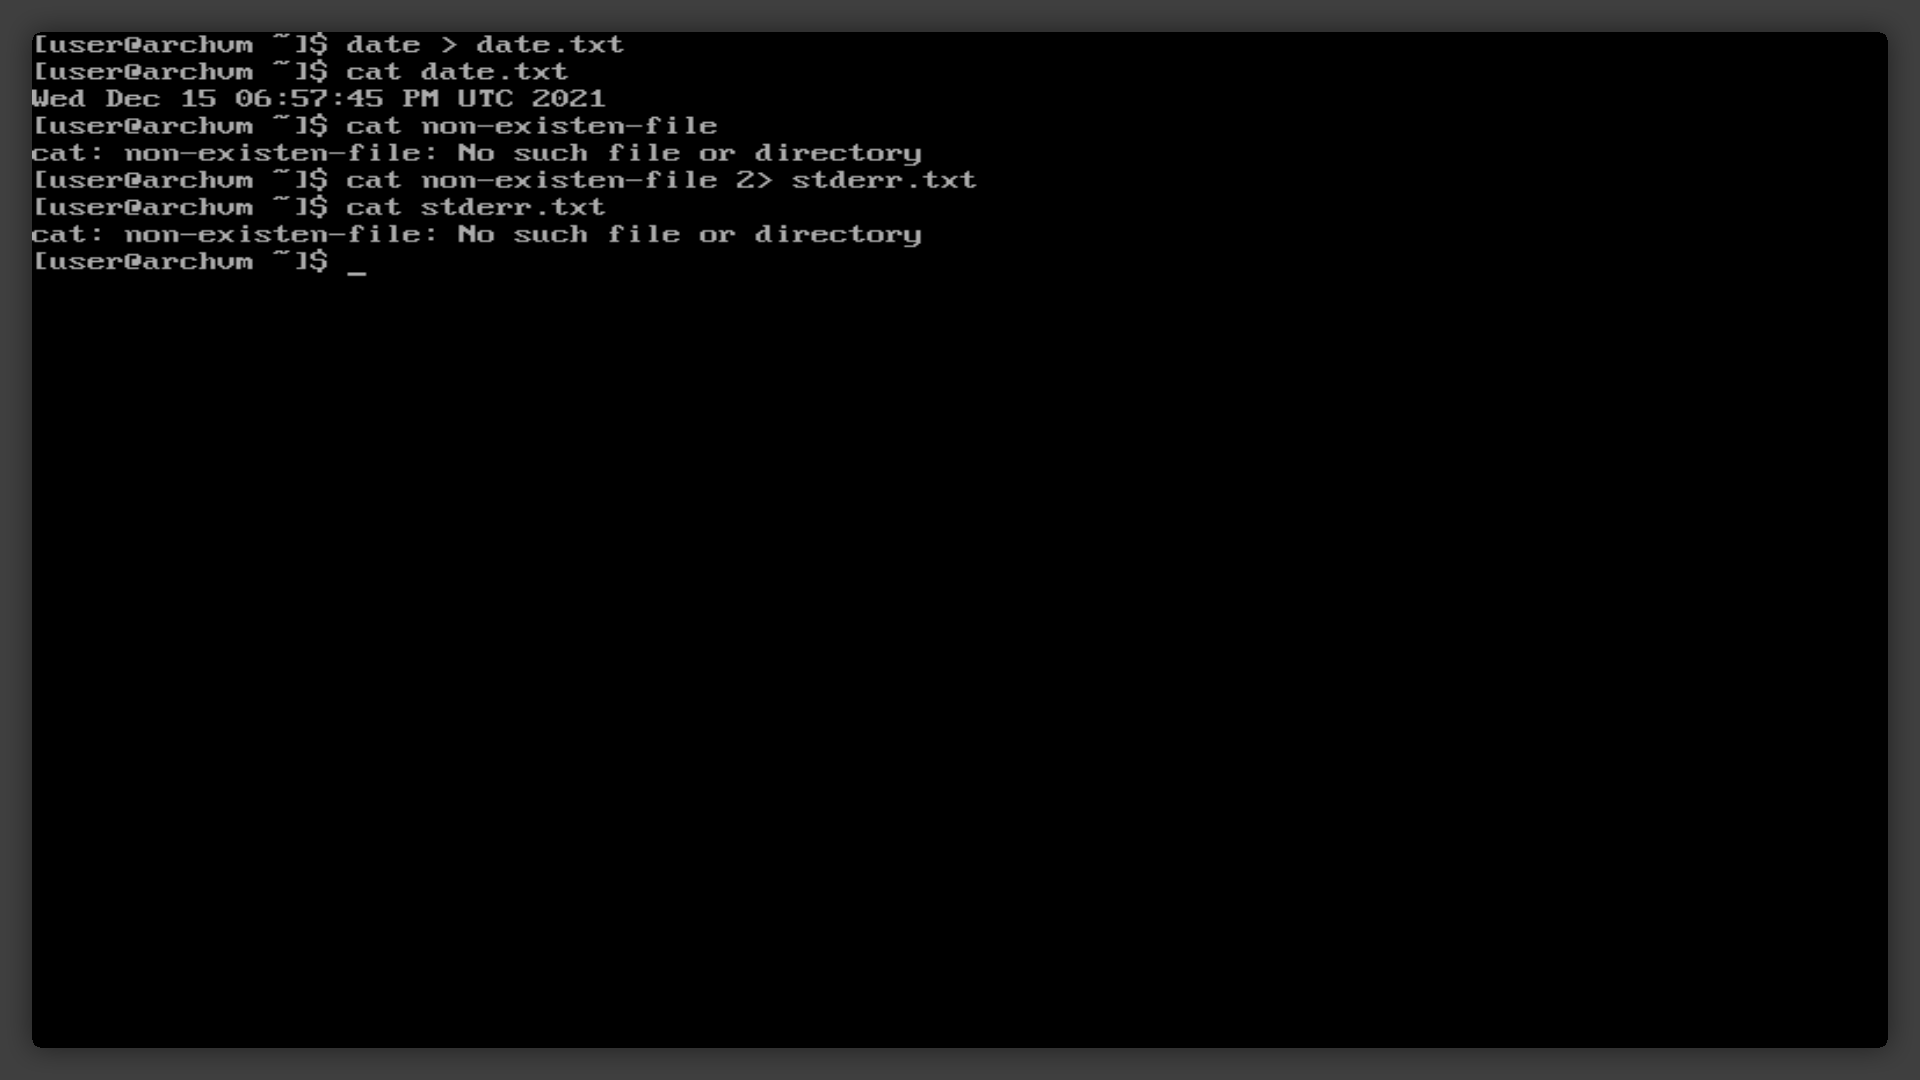 [user@archvm ~]$ date > date.txt
[user@archvm ~]$ cat date.txt
Wed Dec 15 06:57:45 PM UTC 2021
[user@archvm ~]$ cat non-existen-file
cat: non-existen-file: No such file or directory
[user@archvm ~]$ cat non-existen-file 2> stderr.txt
[user@archvm ~]$ cat stderr.txt
cat: non-existen-file: No such file or directory
[user@archvm ~]$ _